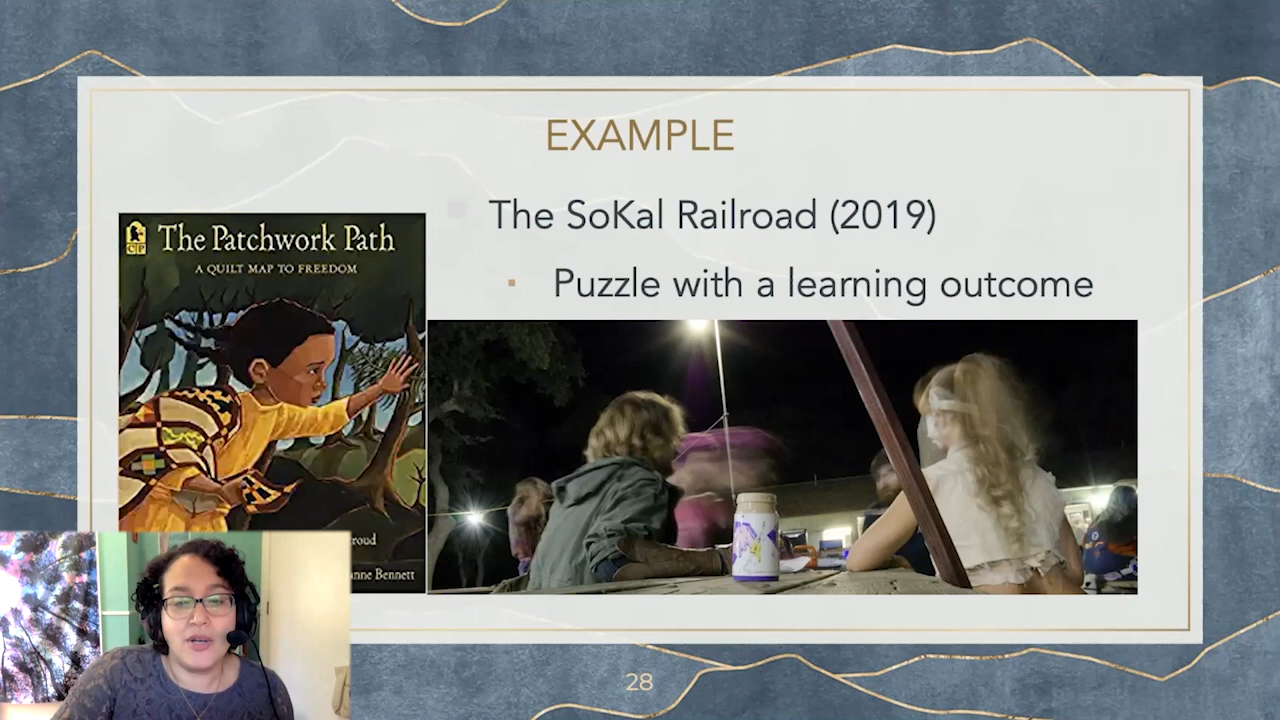 EXAMPLE
The SoKal Railroad (2019)
Puzzle with a learning outcome
CP
The Patchwork Path
A QUILT MAP TO FREEDOM
anne Bennett
28